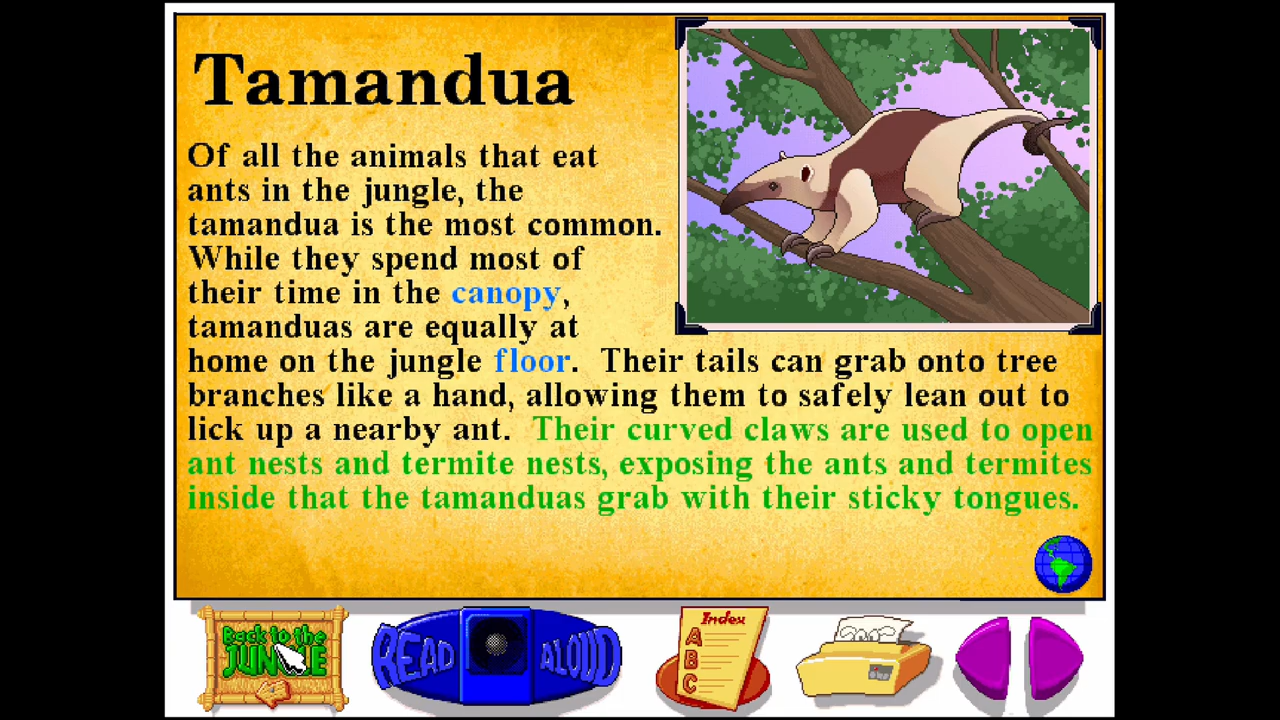 Tamandua
Of all the animals that eat
ants in the jungle, the
tamandua is the most common.
While they spend most of
their time in the canopy,
tamanduas are equally at
home on the jungle floor.  Their tails can grab onto tree
branches like a hand, allowing them to safely lean out to
lick up a nearby ant.  Their curved claws are used to open
ant nests and termite nests, exposing the ants and termites
inside that the tamanduas grab with their sticky tongues.
Back to the
JUNGLE
READ ALOUD
Index
A
B
C